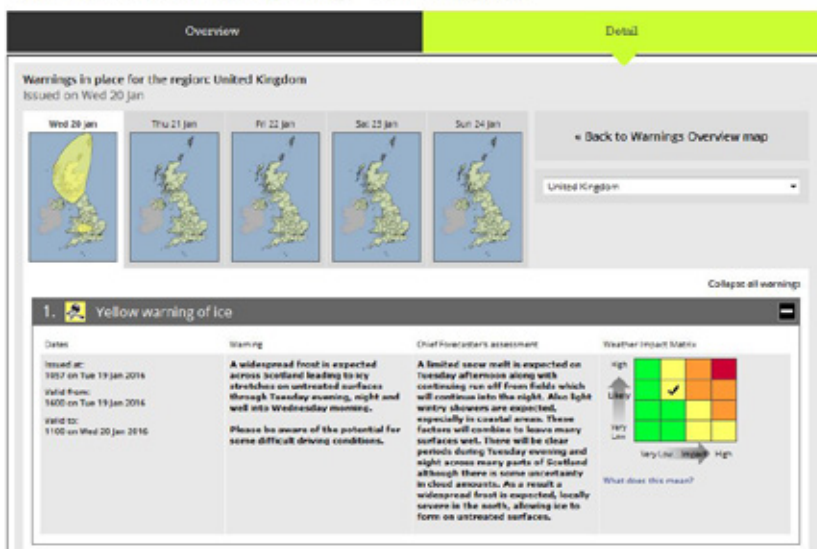 Overview
Detail
Warnings in place for the region: United Kingdom
Issued on Wed 20 Jan
Wed 20 Jan
Thu 21 Jan
Fri 22 Jan
Sat 23 Jan
Sun 24 Jan
« Back to Warnings Overview map
United Kingdom
Collapse all warnings
1. Yellow warning of ice
Dates
Issued at:
1057 on Tue 19 Jan 2016
Valid from:
1600 on Tue 19 Jan 2016
Valid to:
1100 on Wed 20 Jan 2016
Warning
A widespread frost is expected
across Scotland leading to icy
stretches on untreated surfaces
through Tuesday evening, night and
well into Wednesday morning.
Please be aware of the potential for
some difficult driving conditions.
Chief Forecaster's assessment
A limited snow melt is expected on
Tuesday afternoon along with
continuing run off from fields which
will continue into the night. Also light
wintry showers are expected,
especially in coastal areas. These
factors will combine to leave many
surfaces wet. There will be clear
periods during Tuesday evening and
night across many parts of Scotland
although there is some uncertainty
in cloud amounts. As a result a
widespread frost is expected, locally
severe in the north, allowing ice to
form on untreated surfaces.
Weather Impact Matrix
High
Likely
Very
Low
Very Low Impact High
What does this mean?